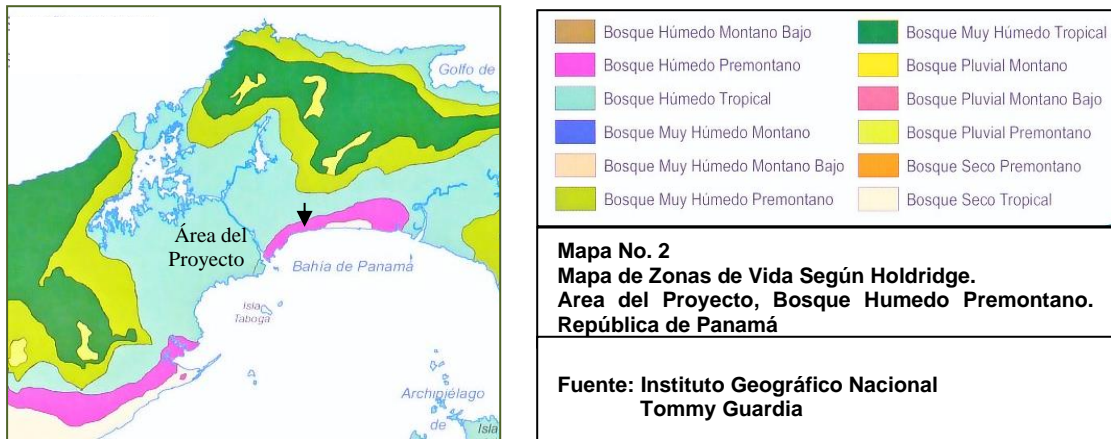 Golfo de
Área del
Proyecto
Bahía de Panamá
Isla
Taboga
Archipiélago
de
Isla
Bosque Húmedo Montano Bajo
Bosque Húmedo Premontano
Bosque Húmedo Tropical
Bosque Muy Húmedo Montano
Bosque Muy Húmedo Montano Bajo
Bosque Muy Húmedo Premontano
Bosque Muy Húmedo Tropical
Bosque Pluvial Montano
Bosque Pluvial Montano Bajo
Bosque Pluvial Premontano
Bosque Seco Premontano
Bosque Seco Tropical
Mapa No. 2
Mapa de Zonas de Vida Según Holdridge.
Area del Proyecto, Bosque Humedo Premontano.
República de Panamá
Fuente: Instituto Geográfico Nacional
Tommy Guardia